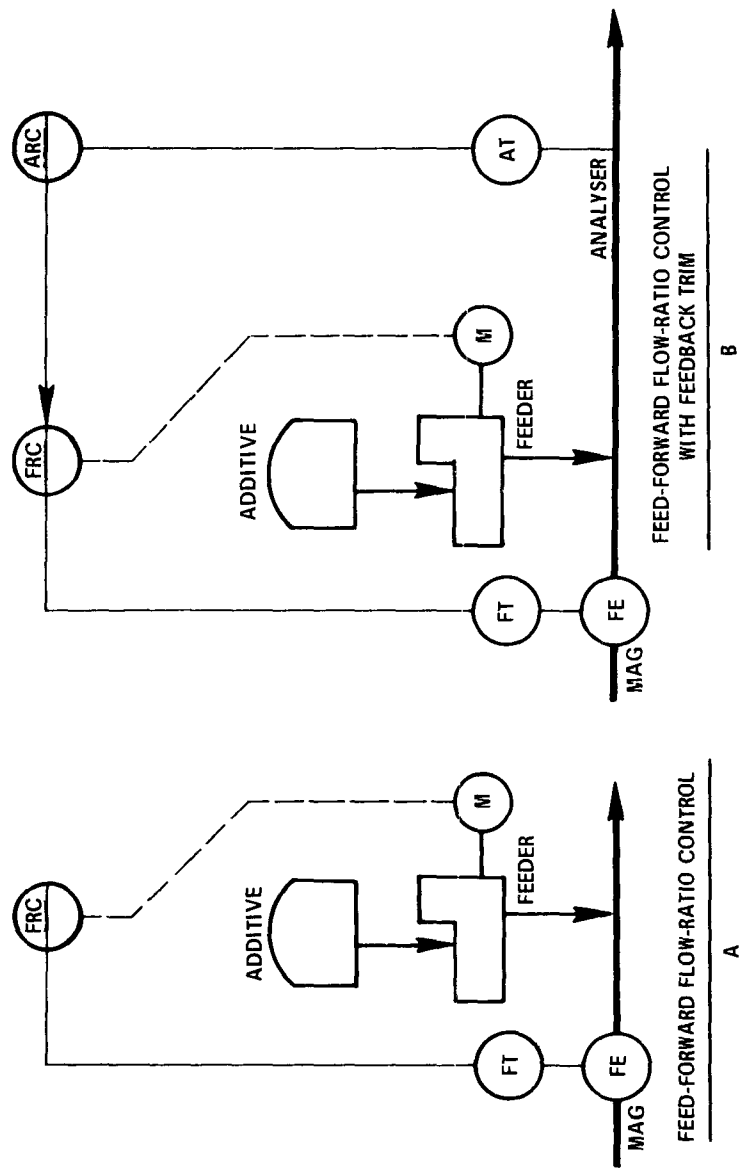 FRC
ADDITIVE
M
FEEDER
FT
FE
MAG
FEED-FORWARD FLOW-RATIO CONTROL
A
FRC
ARC
ADDITIVE
M
FEEDER
FT
AT
FE
MAG
ANALYSER
FEED-FORWARD FLOW-RATIO CONTROL
WITH FEEDBACK TRIM
B